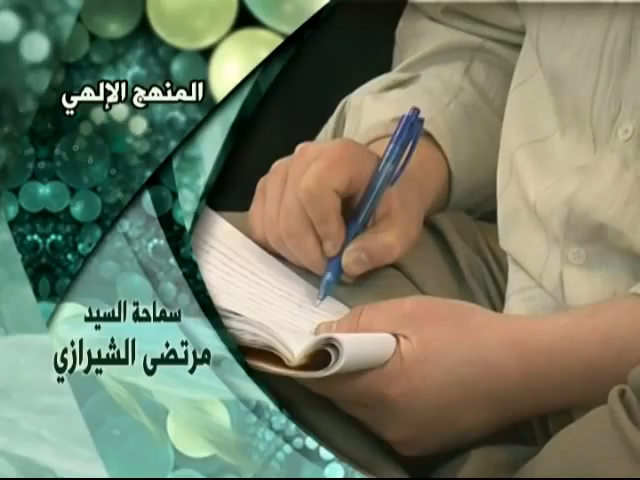 المنهج الإلهي
سماحة السيد
مرتضى الشيرازي